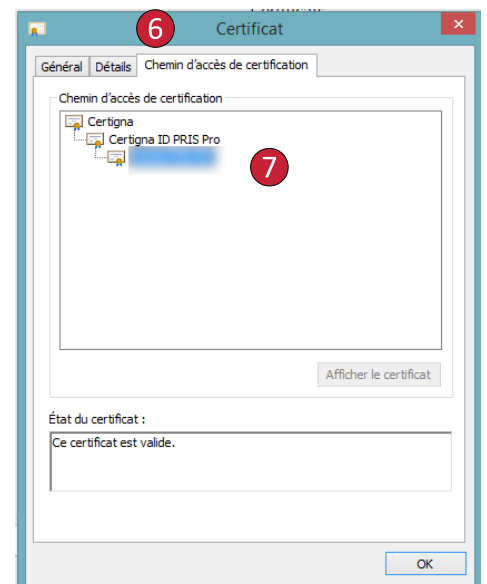 6
Certificat
Général
Détails
Chemin d'accès de certification
Chemin d'accès de certification
Certigna
Certigna ID PRIS Pro
7
Afficher le certificat
État du certificat :
Ce certificat est valide.
OK